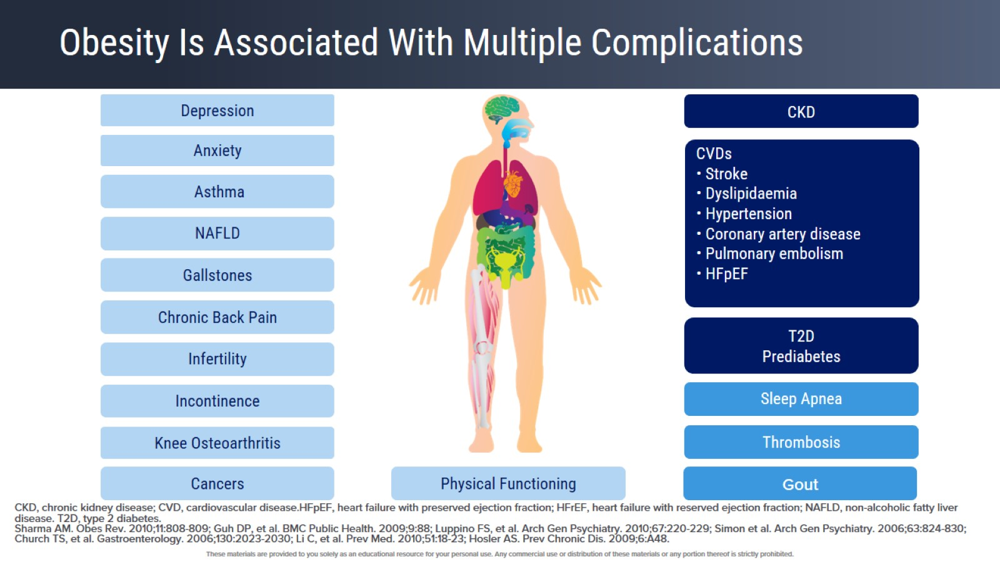 Obesity Is Associated With Multiple Complications
Depression
Anxiety
Asthma
NAFLD
Gallstones
Chronic Back Pain
Infertility
Incontinence
Knee Osteoarthritis
Cancers
Physical Functioning
CKD
CVDs
• Stroke
• Dyslipidaemia
• Hypertension
• Coronary artery disease
• Pulmonary embolism
• HFpEF
T2D
Prediabetes
Sleep Apnea
Thrombosis
Gout
CKD, chronic kidney disease; CVD, cardiovascular disease.HFpEF, heart failure with preserved ejection fraction; HFrEF, heart failure with reserved ejection fraction; NAFLD, non-alcoholic fatty liver
disease. T2D, type 2 diabetes.
Sharma AM. Obes Rev. 2010;11:808-809; Guh DP, et al. BMC Public Health. 2009;9:88; Luppino FS, et al. Arch Gen Psychiatry. 2010;67:220-229; Simon et al. Arch Gen Psychiatry. 2006;63:824-830;
Church TS, et al. Gastroenterology. 2006;130:2023-2030; Li C, et al. Prev Med. 2010;51:18-23; Hosler AS. Prev Chronic Dis. 2009;6:A48.
These materials are provided to you solely as an educational resource for your personal use. Any commercial use or distribution of these materials or any portion thereof is strictly prohibited.